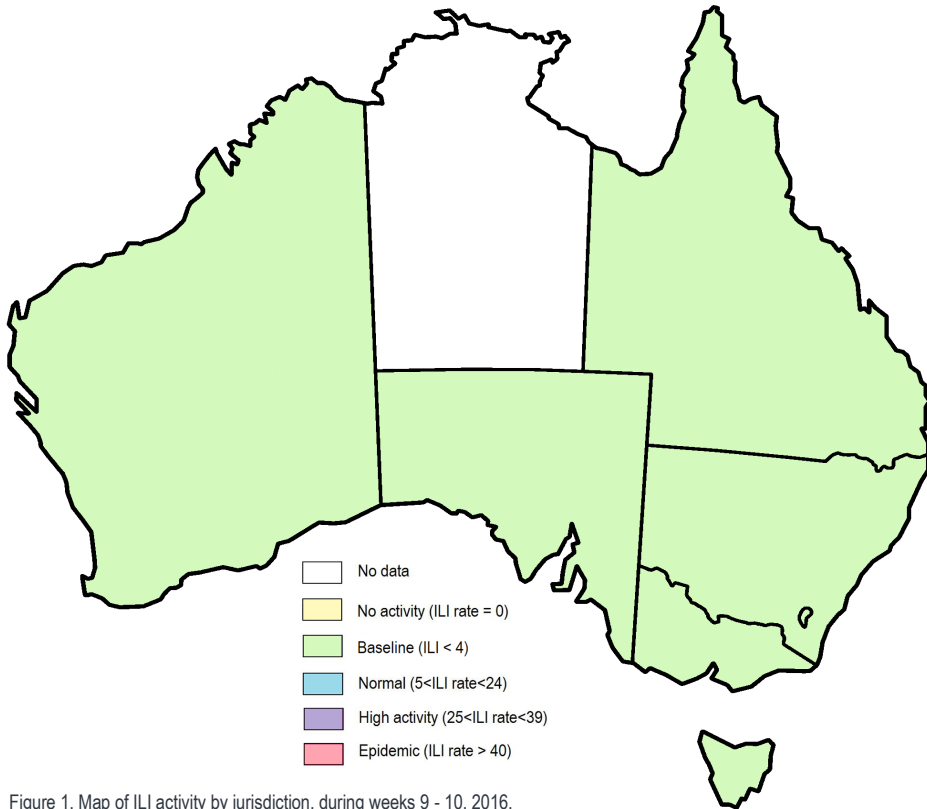 No data
No activity (ILI rate = 0)
Baseline (ILI < 4)
Normal (5<ILI rate<24)
High activity (25<ILI rate<39)
Epidemic (ILI rate > 40)
Figure 1. Map of ILI activity by jurisdiction, during weeks 9 - 10, 2016.